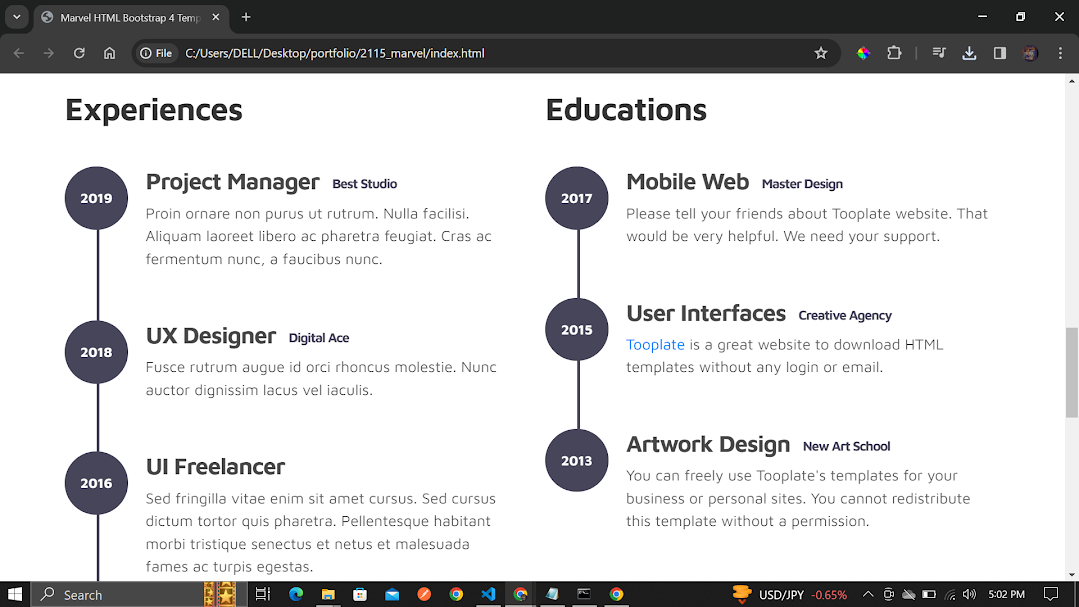 Marvel HTML Bootstrap 4 Temp
File C:/Users/DELL/Desktop/portfolio/2115_marvel/index.html
Experiences
2019
Project Manager Best Studio
Proin ornare non purus ut rutrum. Nulla facilisi.
Aliquam laoreet libero ac pharetra feugiat. Cras ac
fermentum nunc, a faucibus nunc.
2018
UX Designer Digital Ace
Fusce rutrum augue id orci rhoncus molestie. Nunc
auctor dignissim lacus vel iaculis.
2016
UI Freelancer
Sed fringilla vitae enim sit amet cursus. Sed cursus
dictum tortor quis pharetra. Pellentesque habitant
morbi tristique senectus et netus et malesuada
fames ac turpis egestas.
Educations
2017
Mobile Web Master Design
Please tell your friends about Tooplate website. That
would be very helpful. We need your support.
2015
User Interfaces Creative Agency
Tooplate is a great website to download HTML
templates without any login or email.
2013
Artwork Design New Art School
You can freely use Tooplate's templates for your
business or personal sites. You cannot redistribute
this template without a permission.
Search
USD/JPY -0.65%
5:02 PM